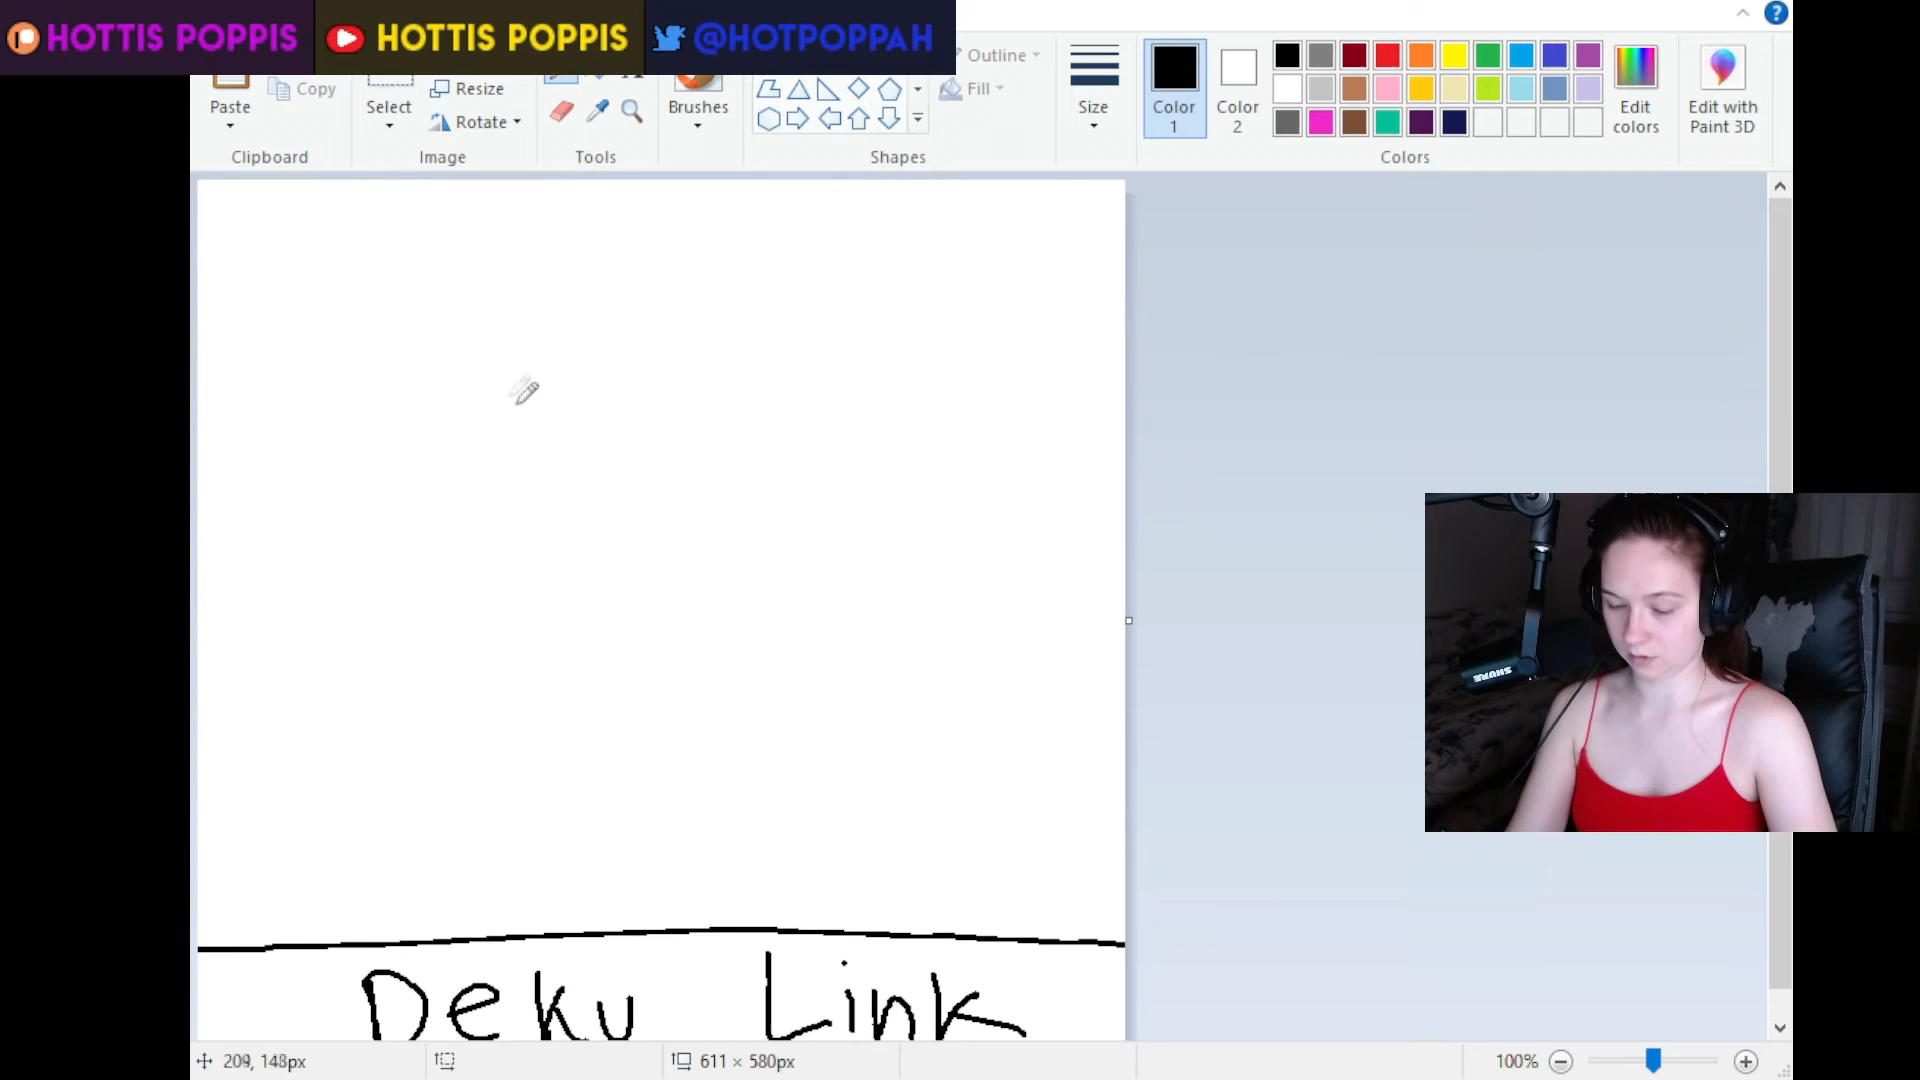 HOTTIS POPPIS HOTTIS POPPIS @HOTPOPPAH
Outline
Copy Resize Fill
Paste Select Rotate Brushes Size Color 1 Color 2 Edit colors Edit with Paint 3D
Clipboard Image Tools Shapes Colors
SHURE
Deku Link
209, 148px 611 × 580px 100%